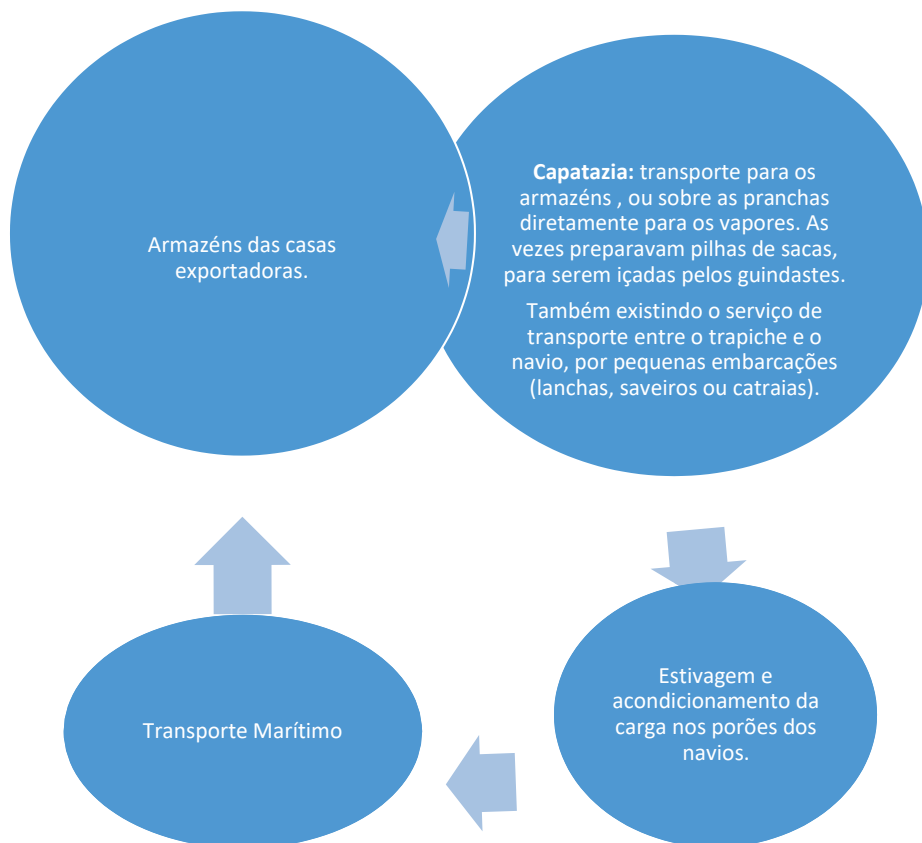 Armazéns das casas
exportadoras.
Capatazia: transporte para os
armazéns , ou sobre as pranchas
diretamente para os vapores. As
vezes preparavam pilhas de sacas,
para serem içadas pelos guindastes.
Também existindo o serviço de
transporte entre o trapiche e o
navio, por pequenas embarcações
(lanchas, saveiros ou catraias).
Estivagem e
acondicionamento da
carga nos porões dos
navios.
Transporte Marítimo